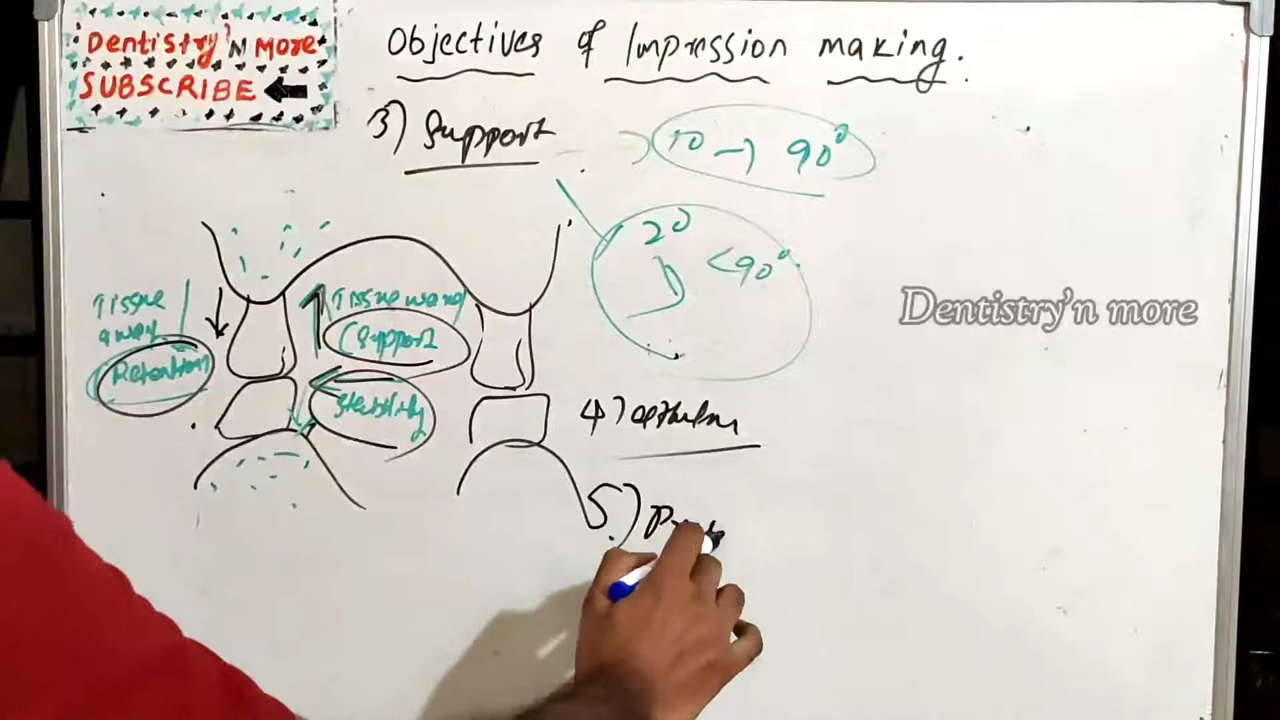 Dentistry'N MORE
SUBSCRIBE
Objectives of Impression making.
3) Support
10 → 90°
20
<90°
Tissue
away
Retention
Tissue
(Support
Stability
Dentistry'n more
4)
5.)